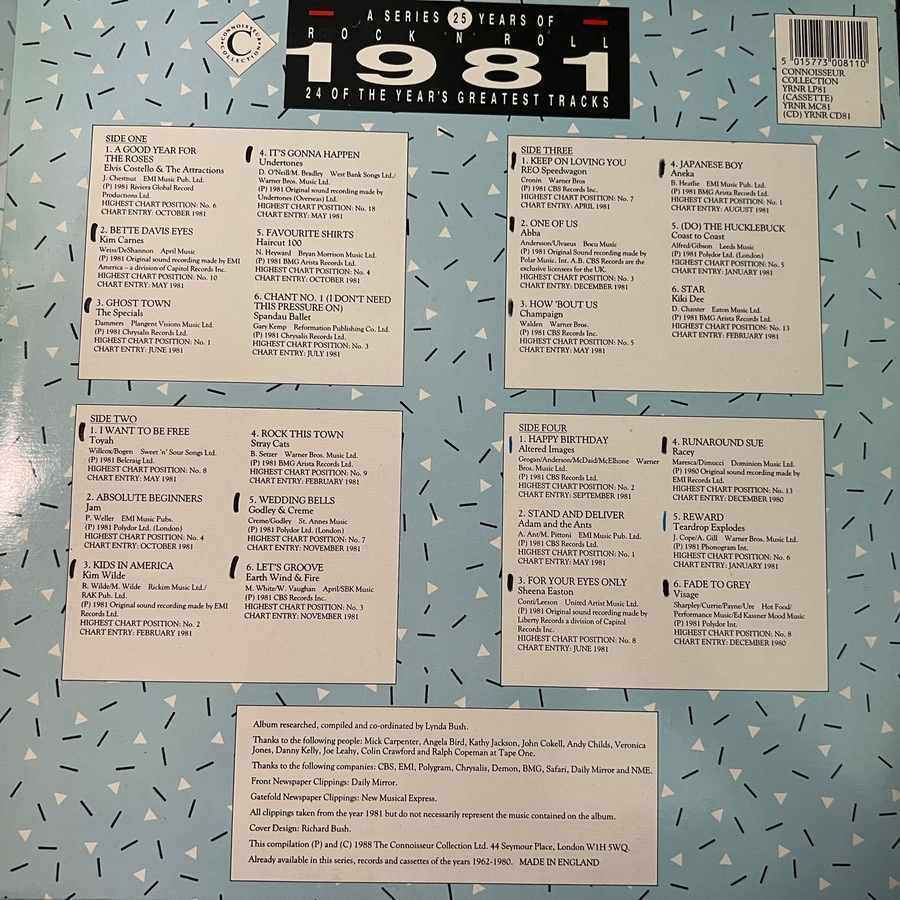 A SERIES 25 YEARS OF
ROCK 'N' ROLL
1981
24 OF THE YEAR'S GREATEST TRACKS
CONNOISSEUR
C
COLLECTION
5 015773 008110
CONNOISSEUR
COLLECTION
YRNR LP81
(CASSETTE)
YRNR MC81
(CD) YRNR CD81
SIDE ONE
1. A GOOD YEAR FOR
THE ROSES
Elvis Costello & The Attractions
J. Chestnut EMI Music Pub. Ltd.
(P) 1981 Riviera Global Record
Productions Ltd.
HIGHEST CHART POSITION: No. 6
CHART ENTRY: OCTOBER 1981
2. BETTE DAVIS EYES
Kim Carnes
Weiss/DeShannon April Music
(P) 1981 Original sound recording made by EMI
America – a division of Capitol Records Inc.
HIGHEST CHART POSITION: No. 10
CHART ENTRY: MAY 1981
3. GHOST TOWN
The Specials
Dammers Plangent Visions Music Ltd.
(P) 1981 Chrysalis Records Ltd.
HIGHEST CHART POSITION: No. 1
CHART ENTRY: JUNE 1981
4. IT'S GONNA HAPPEN
Undertones
D. O'Neill/M. Bradley West Bank Songs Ltd./
Warner Bros. Music Ltd.
(P) 1981 Original sound recording made by
Undertones (Overseas) Ltd.
HIGHEST CHART POSITION: No. 18
CHART ENTRY: MAY 1981
5. FAVOURITE SHIRTS
Haircut 100
N. Heyward Bryan Morrison Music Ltd.
(P) 1981 BMG Arista Records Ltd.
HIGHEST CHART POSITION: No. 4
CHART ENTRY: OCTOBER 1981
6. CHANT NO. 1 (I DON'T NEED
THIS PRESSURE ON)
Spandau Ballet
Gary Kemp Reformation Publishing Co. Ltd.
(P) 1981 Chrysalis Records Ltd.
HIGHEST CHART POSITION: No. 3
CHART ENTRY: JULY 1981
SIDE THREE
1. KEEP ON LOVING YOU
REO Speedwagon
Cronin Warner Bros
(P) 1981 CBS Records Inc.
HIGHEST CHART POSITION: No. 7
CHART ENTRY: APRIL 1981
2. ONE OF US
Abba
Andersson/Ulvaeus Bocu Music
(P) 1981 Original Sound recording made by
Polar Music. Int. A.B. CBS Records are the
exclusive licensees for the UK.
HIGHEST CHART POSITION: No. 3
CHART ENTRY: DECEMBER 1981
3. HOW 'BOUT US
Champaign
Walden Warner Bros.
(P) 1981 CBS Records Inc.
HIGHEST CHART POSITION: No. 5
CHART ENTRY: MAY 1981
4. JAPANESE BOY
Aneka
B. Heatlie EMI Music Pub. Ltd.
(P) 1981 BMG Arista Records Ltd.
HIGHEST CHART POSITION: No. 1
CHART ENTRY: AUGUST 1981
5. (DO) THE HUCKLEBUCK
Coast to Coast
Alfred/Gibson Leeds Music
(P) 1981 Polydor Ltd. (London)
HIGHEST CHART POSITION: No. 5
CHART ENTRY: JANUARY 1981
6. STAR
Kiki Dee
D. Chanter Eaton Music Ltd.
(P) 1981 BMG Arista Records Ltd.
HIGHEST CHART POSITION: No. 13
CHART ENTRY: FEBRUARY 1981
SIDE TWO
1. I WANT TO BE FREE
Toyah
Willcox/Bogen Sweet 'n' Sour Songs Ltd.
(P) 1981 Belcraig Ltd.
HIGHEST CHART POSITION: No. 8
CHART ENTRY: MAY 1981
2. ABSOLUTE BEGINNERS
Jam
P. Weller EMI Music Pubs.
(P) 1981 Polydor Ltd. (London)
HIGHEST CHART POSITION: No. 4
CHART ENTRY: OCTOBER 1981
3. KIDS IN AMERICA
Kim Wilde
R. Wilde/M. Wilde Rickim Music Ltd./
RAK Pub. Ltd.
(P) 1981 Original sound recording made by EMI
Records Ltd.
HIGHEST CHART POSITION: No. 2
CHART ENTRY: FEBRUARY 1981
4. ROCK THIS TOWN
Stray Cats
B. Setzer Warner Bros. Music Ltd.
(P) 1981 BMG Arista Records Ltd.
HIGHEST CHART POSITION: No. 9
CHART ENTRY: FEBRUARY 1981
5. WEDDING BELLS
Godley & Creme
Creme/Godley St. Annes Music
(P) 1981 Polydor Ltd. (London)
HIGHEST CHART POSITION: No. 7
CHART ENTRY: NOVEMBER 1981
6. LET'S GROOVE
Earth Wind & Fire
M. White/W. Vaughan April/SBK Music
(P) 1981 CBS Records Inc.
HIGHEST CHART POSITION: No. 3
CHART ENTRY: NOVEMBER 1981
SIDE FOUR
1. HAPPY BIRTHDAY
Altered Images
Grogan/Anderson/McDaid/McElhone Warner
Bros. Music Ltd.
(P) 1981 CBS Records Inc.
HIGHEST CHART POSITION: No. 2
CHART ENTRY: SEPTEMBER 1981
2. STAND AND DELIVER
Adam and the Ants
A. Ant/M. Pittoni EMI Music Pub. Ltd.
(P) 1981 CBS Records Ltd.
HIGHEST CHART POSITION: No. 1
CHART ENTRY: MAY 1981
3. FOR YOUR EYES ONLY
Sheena Easton
Conti/Leeson United Artist Music Ltd.
(P) 1981 Original sound recording made by
Liberty Records a division of Capitol
Records Inc.
HIGHEST CHART POSITION: No. 8
CHART ENTRY: JUNE 1981
4. RUNAROUND SUE
Racey
Maresca/Dimucci Dominion Music Ltd.
(P) 1980 Original sound recording made by
EMI Records Ltd.
HIGHEST CHART POSITION: No. 13
CHART ENTRY: DECEMBER 1980
5. REWARD
Teardrop Explodes
J. Cope/A. Gill Warner Bros. Music Ltd.
(P) 1981 Phonogram Int.
HIGHEST CHART POSITION: No. 6
CHART ENTRY: JANUARY 1981
6. FADE TO GREY
Visage
Sharpley/Currie/Payne/Ure Hot Food/
Performance Music/Ed Kassner Mood Music
(P) 1981 Polydor Int.
HIGHEST CHART POSITION: No. 8
CHART ENTRY: DECEMBER 1980
Album researched, compiled and co-ordinated by Lynda Bush.
Thanks to the following people: Mick Carpenter, Angela Bird, Kathy Jackson, John Cokell, Andy Childs, Veronica
Jones, Danny Kelly, Joe Leahy, Colin Crawford and Ralph Copeman at Tape One.
Thanks to the following companies: CBS, EMI, Polygram, Chrysalis, Demon, BMG, Safari, Daily Mirror and NME.
Front Newspaper Clippings: Daily Mirror.
Gatefold Newspaper Clippings: New Musical Express.
All clippings taken from the year 1981 but do not necessarily represent the music contained on the album.
Cover Design: Richard Bush.
This compilation (P) and (C) 1988 The Connoisseur Collection Ltd. 44 Seymour Place, London W1H 5WQ.
Already available in this series, records and cassettes of the years 1962-1980. MADE IN ENGLAND